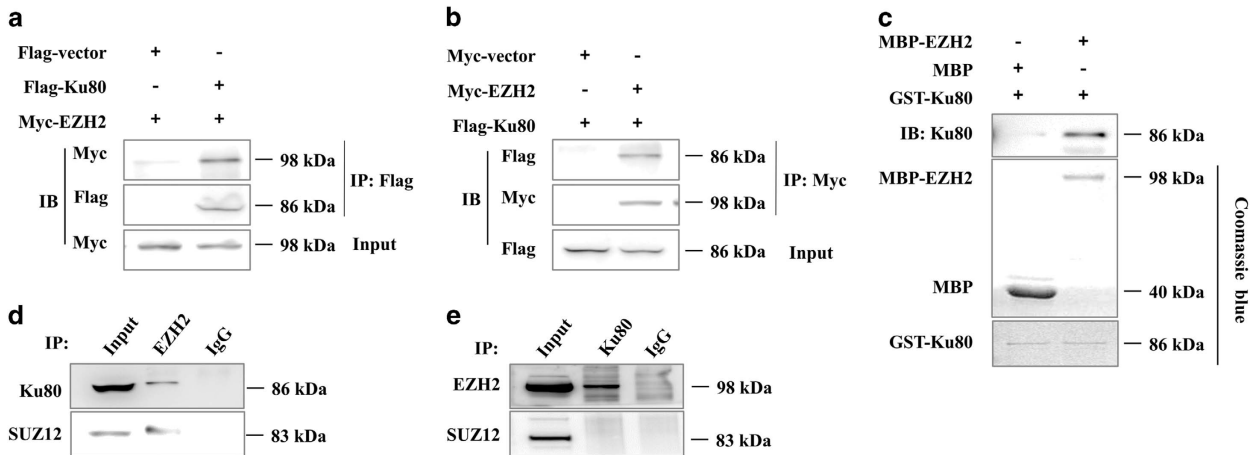 a
Flag-vector + -
Flag-Ku80 - +
Myc-EZH2 + +
IB
Myc 98 kDa
Flag 86 kDa
IP: Flag
Myc 98 kDa Input
b
Myc-vector + -
Myc-EZH2 - +
Flag-Ku80 + +
IB
Flag 86 kDa
Myc 98 kDa
IP: Myc
Flag 86 kDa Input
c
MBP-EZH2 - +
MBP + -
GST-Ku80 + +
IB: Ku80 86 kDa
MBP-EZH2 98 kDa
MBP 40 kDa
GST-Ku80 86 kDa
Coomassie blue
d
IP: Input EZH2 IgG
Ku80 86 kDa
SUZ12 83 kDa
e
IP: Input Ku80 IgG
EZH2 98 kDa
SUZ12 83 kDa